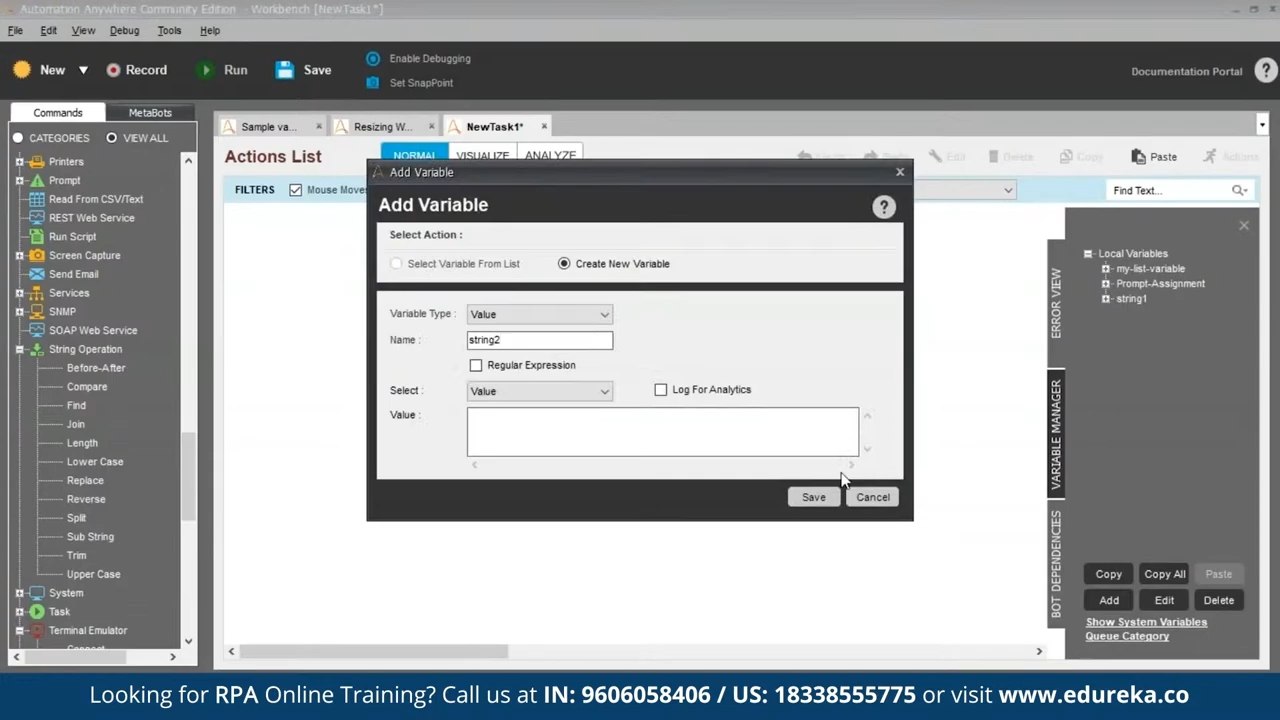 Automation Anywhere Community Edition - Workbench [NewTask1*]
File Edit View Debug Tools Help
New Record Run Save
Enable Debugging
Set SnapPoint
Documentation Portal
Commands MetaBots
CATEGORIES VIEW ALL
Printers
Prompt
Read From CSV/Text
REST Web Service
Run Script
Screen Capture
Send Email
Services
SNMP
SOAP Web Service
String Operation
Before-After
Compare
Find
Join
Length
Lower Case
Replace
Reverse
Split
Sub String
Trim
Upper Case
System
Task
Terminal Emulator
Sample va... Resizing W... NewTask1*
Actions List NORMAL VISUALIZE ANALYZE Edit Delete Copy Paste Actions
FILTERS Mouse Moves Find Text...
Add Variable
Add Variable
Select Action :
Select Variable From List Create New Variable
Variable Type : Value
Name : string2
Regular Expression
Select : Value Log For Analytics
Value :
Save Cancel
ERROR VIEW
VARIABLE MANAGER
BOT DEPENDENCIES
Local Variables
my-list-variable
Prompt-Assignment
string1
Copy Copy All Paste
Add Edit Delete
Show System Variables
Queue Category
Looking for RPA Online Training? Call us at IN: 9606058406 / US: 18338555775 or visit www.edureka.co